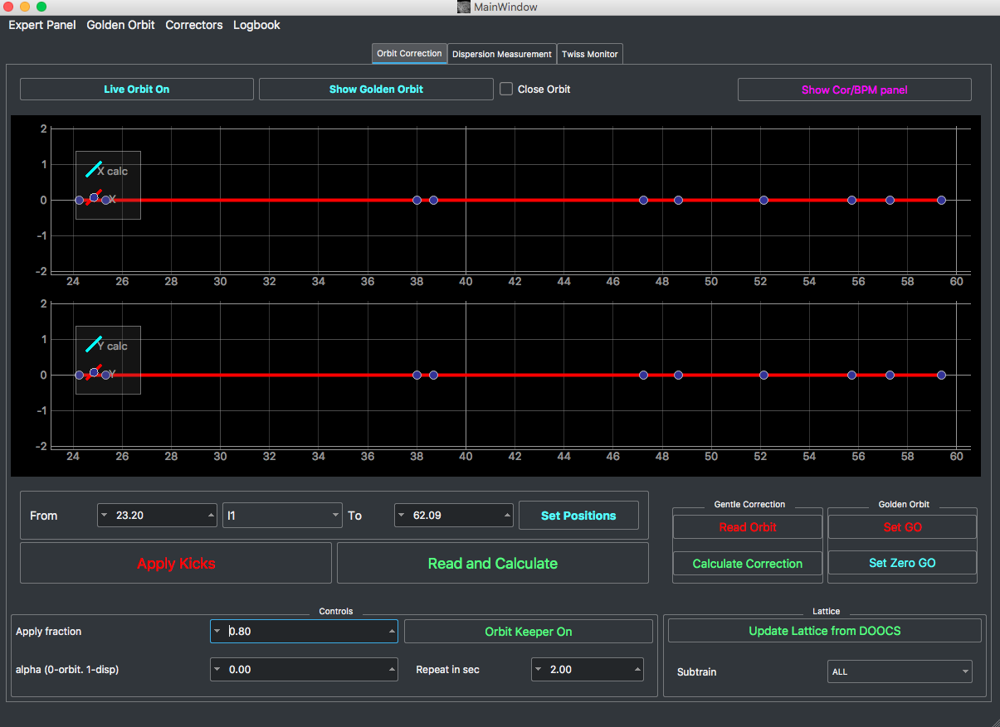 MainWindow
Expert Panel Golden Orbit Correctors Logbook
Orbit Correction Dispersion Measurement Twiss Monitor
Live Orbit On Show Golden Orbit Close Orbit Show Cor/BPM panel
2
1
0
-1
-2
X calc
X
24 26 28 30 32 34 36 38 40 42 44 46 48 50 52 54 56 58 60
2
1
0
-1
-2
Y calc
Y
24 26 28 30 32 34 36 38 40 42 44 46 48 50 52 54 56 58 60
From 23.20 I1 To 62.09 Set Positions
Apply Kicks Read and Calculate
Gentle Correction
Read Orbit
Calculate Correction
Golden Orbit
Set GO
Set Zero GO
Controls
Apply fraction 0.80 Orbit Keeper On
alpha (0-orbit. 1-disp) 0.00 Repeat in sec 2.00
Lattice
Update Lattice from DOOCS
Subtrain ALL